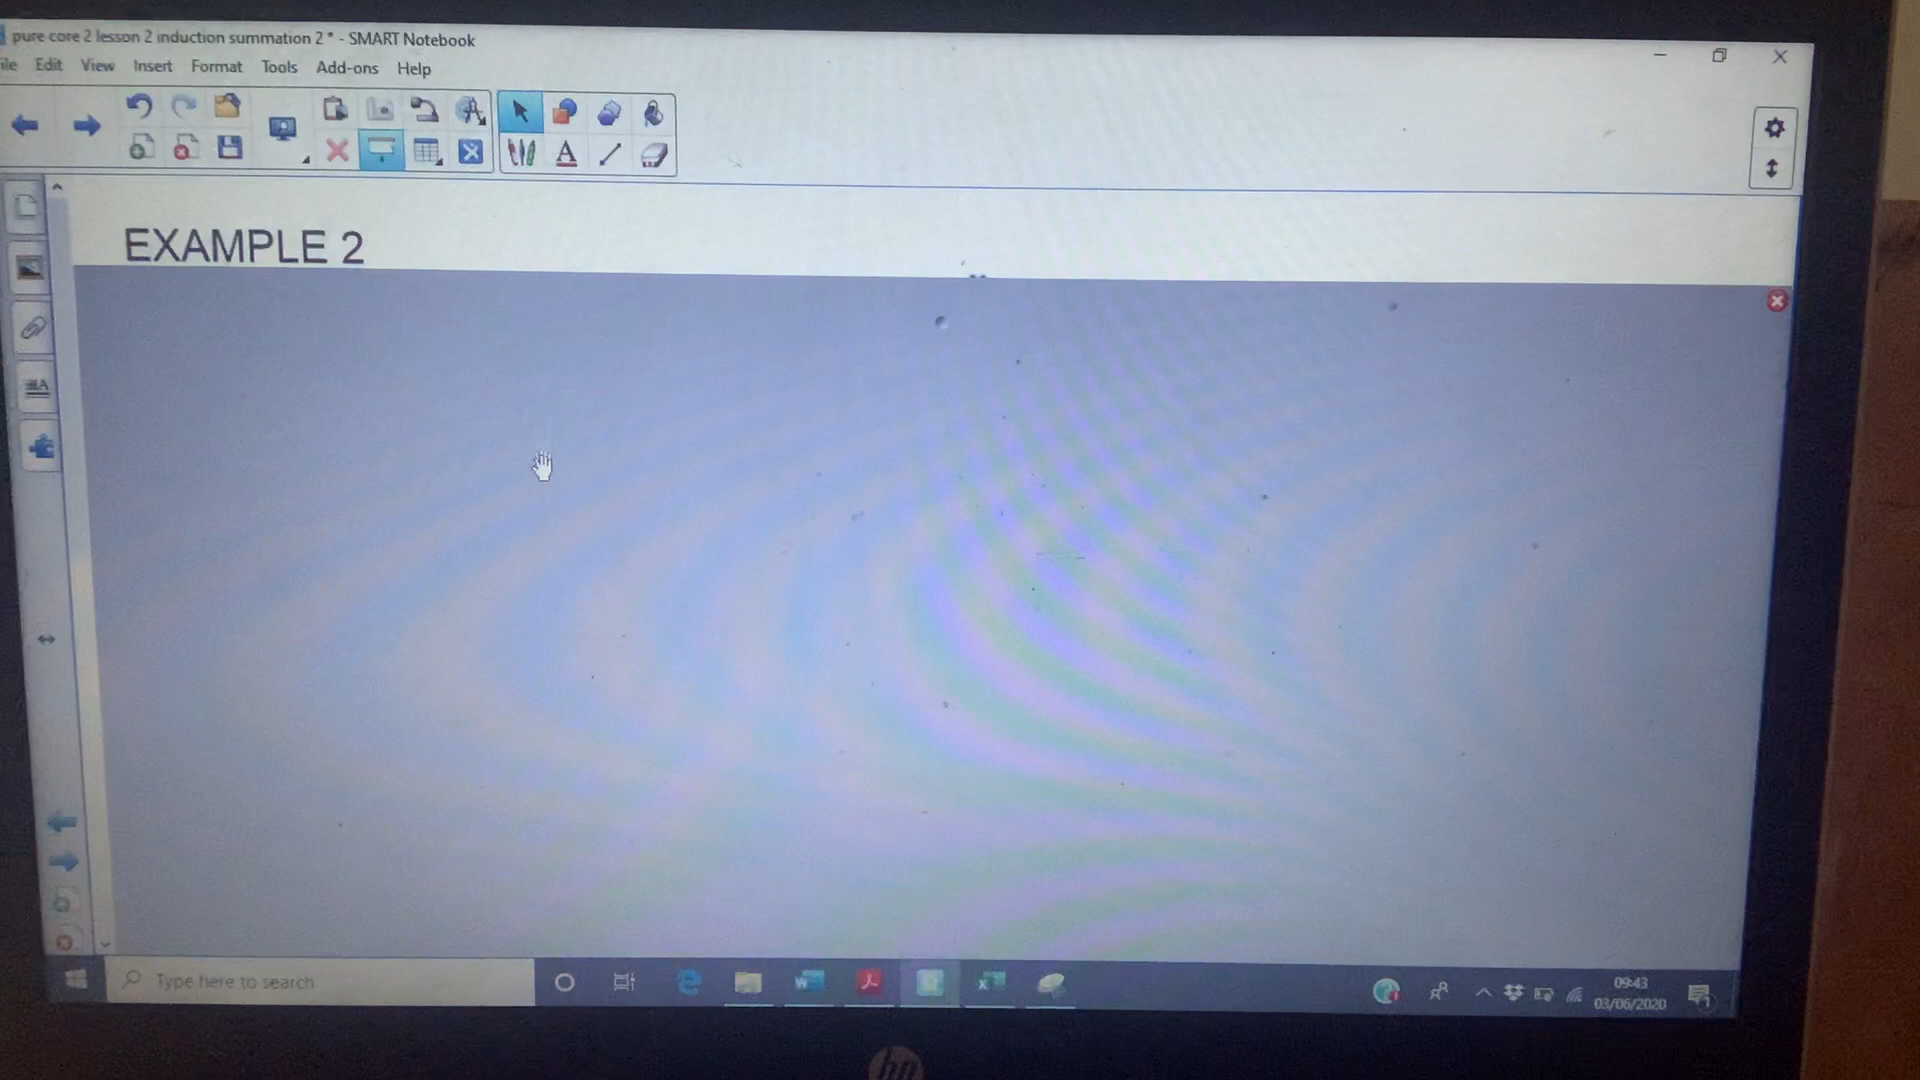 pure core 2 lesson 2 induction summation 2 * - SMART Notebook
Edit View Insert Format Tools Add-ons Help
EXAMPLE 2
Type here to search
09:43
03/06/2020
hp